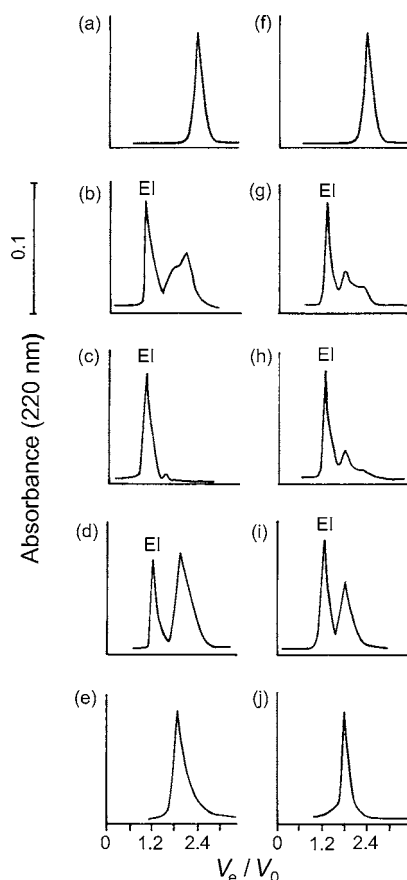 (a) (f)
(b) EI (g) EI
0.1
(c) EI (h) EI
Absorbance (220 nm)
(d) EI (i) EI
(e) (j)
0 1.2 2.4 0 1.2 2.4
Ve / V0